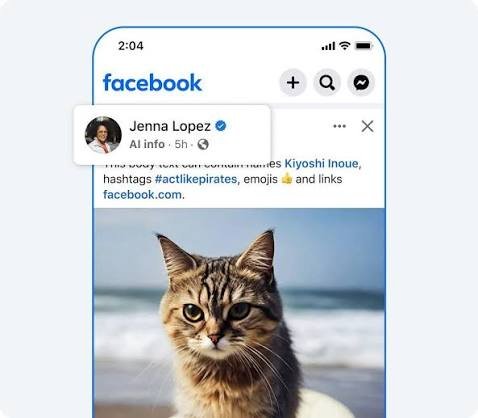 2:04
facebook
Jenna Lopez
AI info · 5h ·
This body text can contain names Kiyoshi Inoue,
hashtags #actlikepirates, emojis 👍 and links
facebook.com.